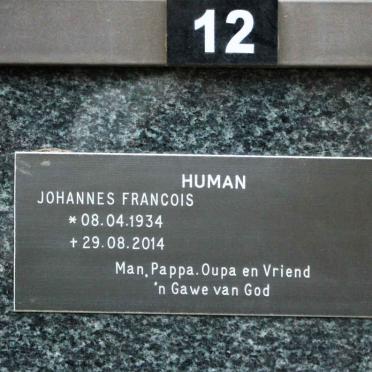 12
HUMAN
JOHANNES FRANCOIS
* 08.04.1934
+ 29.08.2014
Man, Pappa. Oupa en Vriend
'n Gawe van God